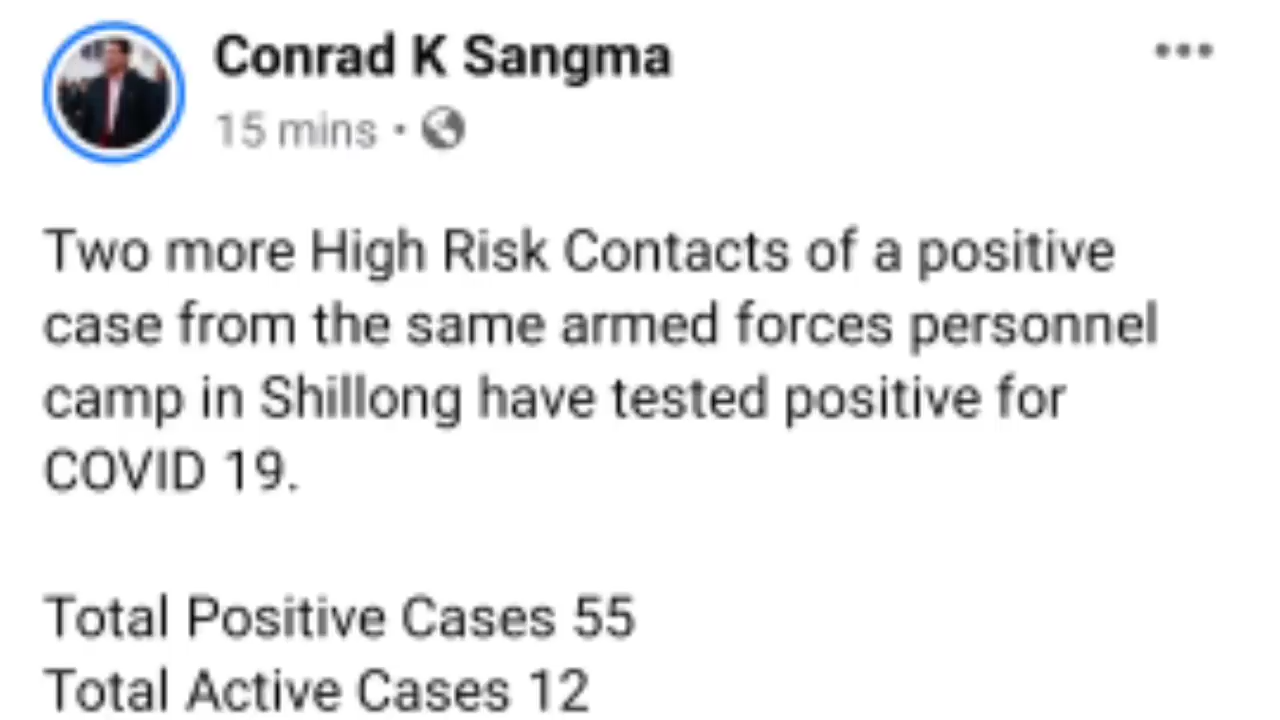 Conrad K Sangma
15 mins ·
Two more High Risk Contacts of a positive
case from the same armed forces personnel
camp in Shillong have tested positive for
COVID 19.
Total Positive Cases 55
Total Active Cases 12